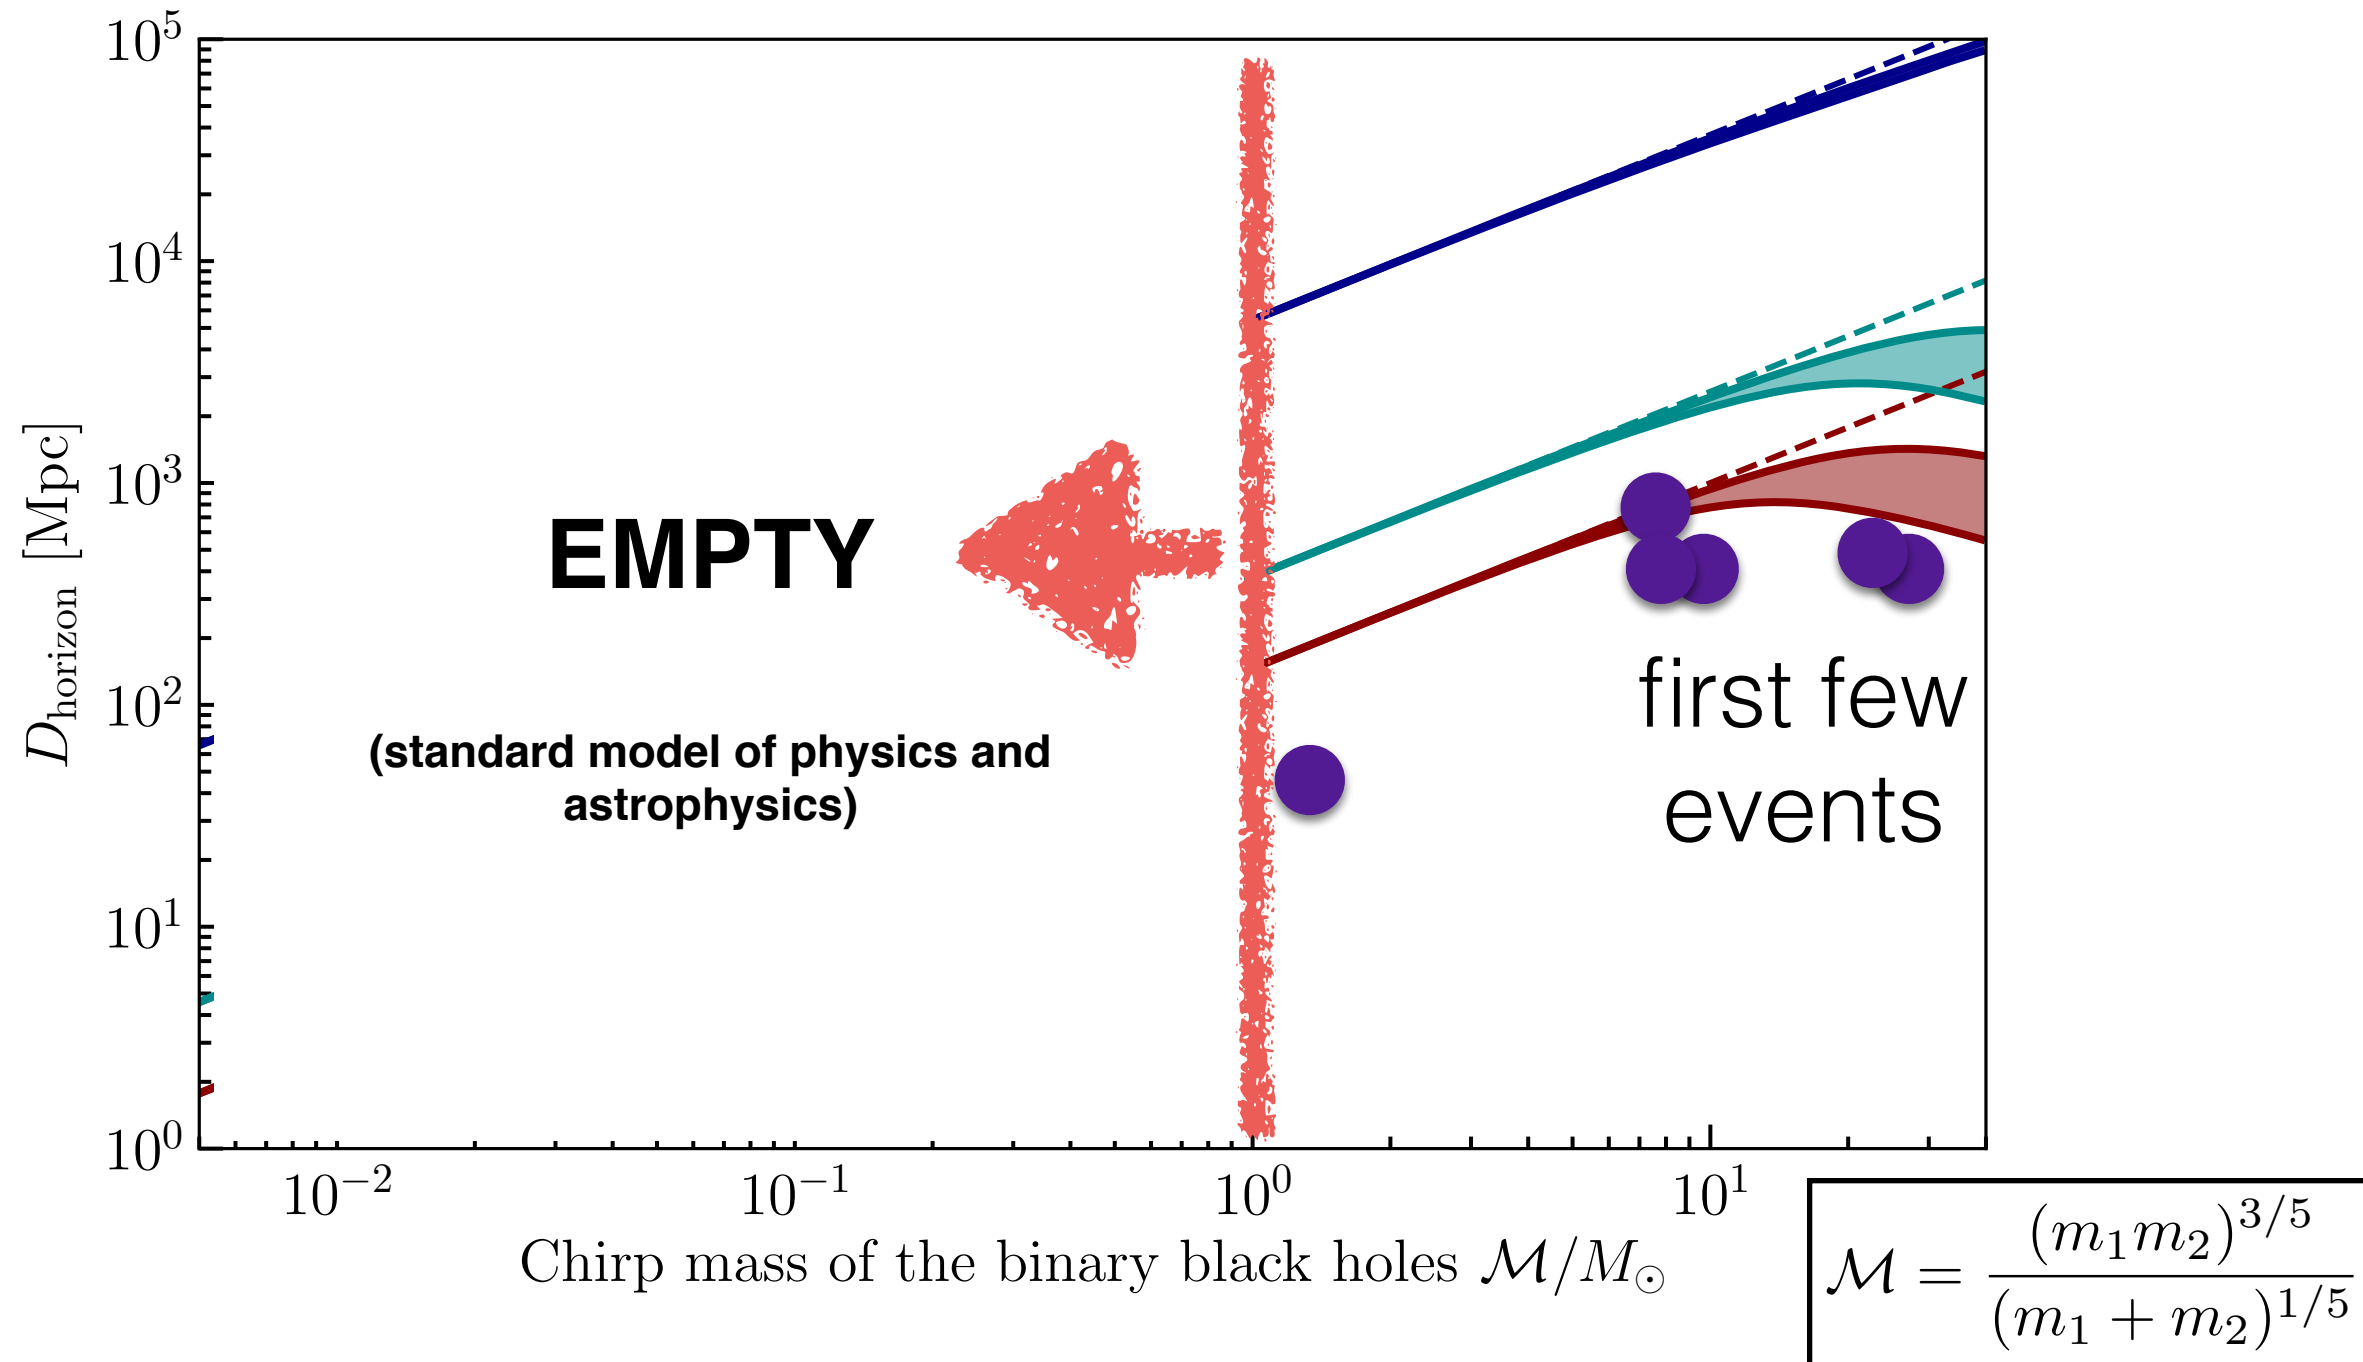 10^5
10^4
10^3
10^2
10^1
10^0
D_horizon [Mpc]
EMPTY
(standard model of physics and
astrophysics)
first few
events
10^−2
10^−1
10^0
10^1
Chirp mass of the binary black holes ℳ/M_⊙
ℳ = (m_1 m_2)^{3/5} / (m_1 + m_2)^{1/5}